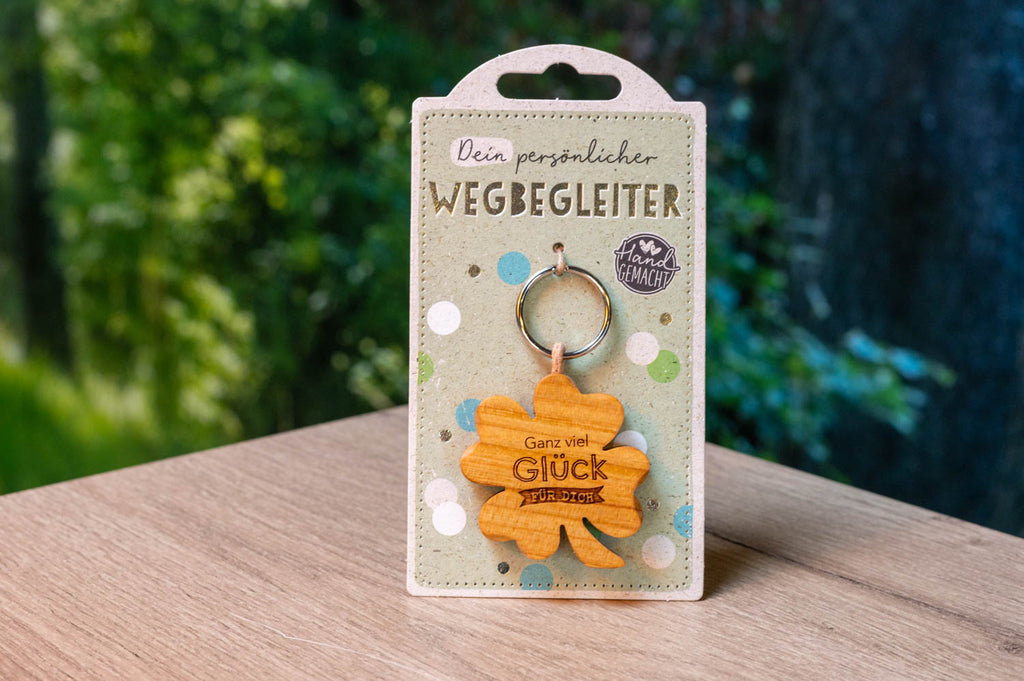 Dein persönlicher
WEGBEGLEITER
Hand
GEMACHT
Ganz viel
GLÜCK
FÜR DICH